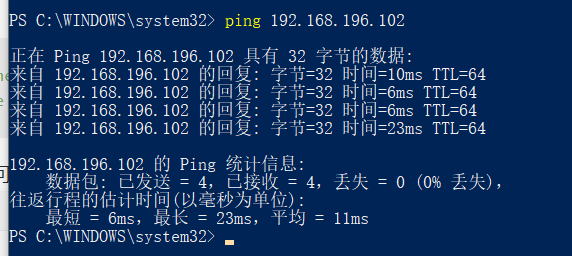 PS C:\WINDOWS\system32> ping 192.168.196.102
正在 Ping 192.168.196.102 具有 32 字节的数据:
来自 192.168.196.102 的回复: 字节=32 时间=10ms TTL=64
来自 192.168.196.102 的回复: 字节=32 时间=6ms TTL=64
来自 192.168.196.102 的回复: 字节=32 时间=6ms TTL=64
来自 192.168.196.102 的回复: 字节=32 时间=23ms TTL=64
192.168.196.102 的 Ping 统计信息:
数据包: 已发送 = 4，已接收 = 4，丢失 = 0 (0% 丢失)，
往返行程的估计时间(以毫秒为单位):
最短 = 6ms，最长 = 23ms，平均 = 11ms
PS C:\WINDOWS\system32>